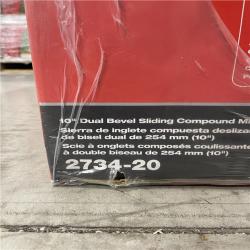 10" Dual Bevel Sliding Compound Mi
Sierra de inglete compuesta desliza
de bisel dual de 254 mm (10")
Scie à onglets composés coulissante
à double biseau de 254 mm (10")
2734-20